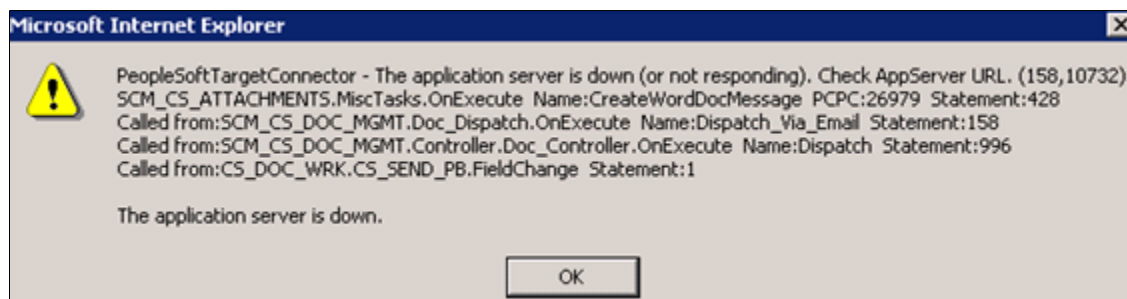 Microsoft Internet Explorer
PeopleSoftTargetConnector - The application server is down (or not responding). Check AppServer URL. (158,10732)
SCM_CS_ATTACHMENTS.MiscTasks.OnExecute Name:CreateWordDocMessage PCPC:26979 Statement:428
Called from:SCM_CS_DOC_MGMT.Doc_Dispatch.OnExecute Name:Dispatch_Via_Email Statement:158
Called from:SCM_CS_DOC_MGMT.Controller.Doc_Controller.OnExecute Name:Dispatch Statement:996
Called from:CS_DOC_WRK.CS_SEND_PB.FieldChange Statement:1
The application server is down.
OK